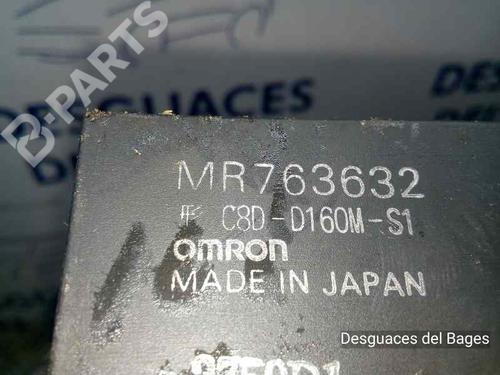 B-PARTS
DESGUACES
MR763632
C8D-D160M-S1
OMRON
MADE IN JAPAN
Desguaces del Bages